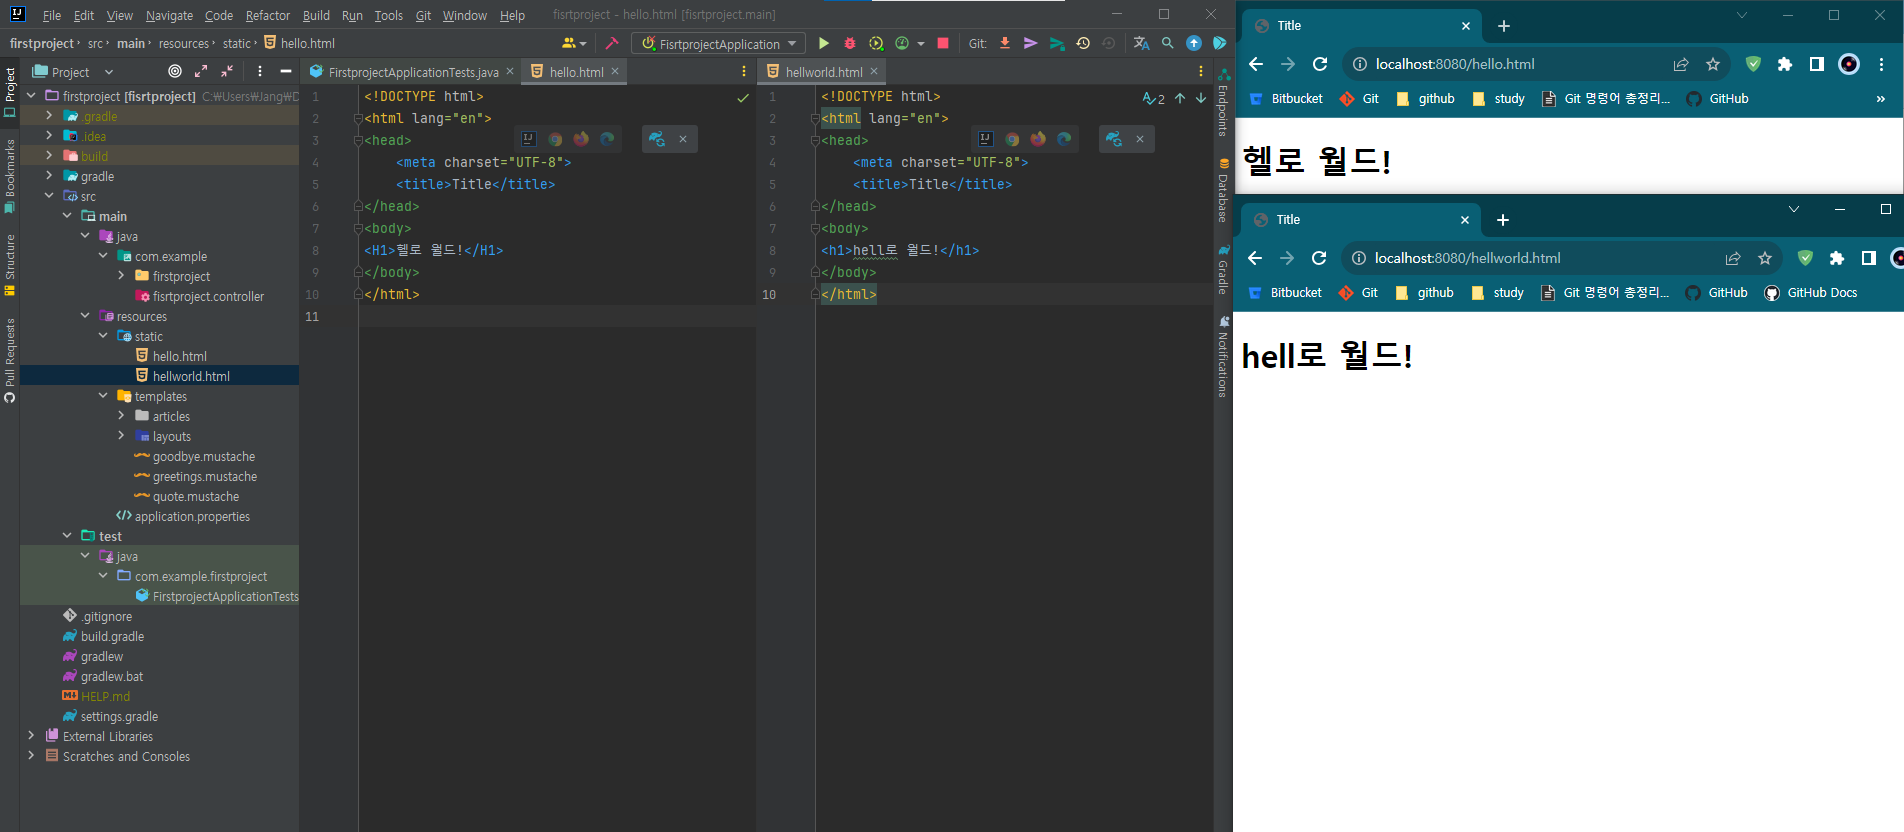 File Edit View Navigate Code Refactor Build Run Tools Git Window Help fisrtproject - hello.html [fisrtproject.main]
firstproject › src › main › resources › static › hello.html
FisrtprojectApplication Git:
Project
firstproject [fisrtproject] C:₩Users₩Jang₩D
.gradle
.idea
build
gradle
src
main
java
com.example
firstproject
fisrtproject.controller
resources
static
hello.html
hellworld.html
templates
articles
layouts
goodbye.mustache
greetings.mustache
quote.mustache
application.properties
test
java
com.example.firstproject
FirstprojectApplicationTests
.gitignore
build.gradle
gradlew
gradlew.bat
HELP.md
settings.gradle
External Libraries
Scratches and Consoles
Project
Bookmarks
Structure
Pull Requests
FirstprojectApplicationTests.java hello.html
1 <!DOCTYPE html>
2 <html lang="en">
3 <head>
4 <meta charset="UTF-8">
5 <title>Title</title>
6 </head>
7 <body>
8 <H1>헬로 월드!</H1>
9 </body>
10 </html>
11
hellworld.html
2
1 <!DOCTYPE html>
2 <html lang="en">
3 <head>
4 <meta charset="UTF-8">
5 <title>Title</title>
6 </head>
7 <body>
8 <h1>hell로 월드!</h1>
9 </body>
10 </html>
Endpoints
Database
Gradle
Notifications
Title
localhost:8080/hello.html
Bitbucket Git github study Git 명령어 총정리... GitHub »
헬로 월드!
Title
localhost:8080/hellworld.html
Bitbucket Git github study Git 명령어 총정리... GitHub GitHub Docs
hell로 월드!